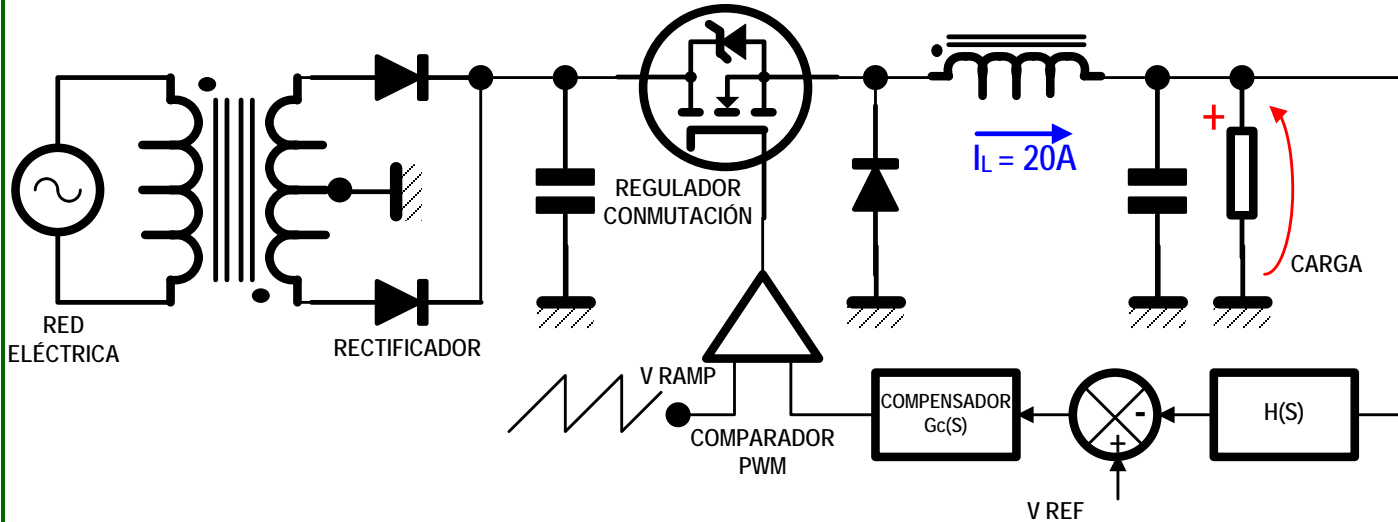 REGULADOR
CONMUTACIÓN
+
IL = 20A
CARGA
RED
ELÉCTRICA
RECTIFICADOR
V RAMP
COMPARADOR
PWM
COMPENSADOR
Gc(S)
-
+
H(S)
V REF